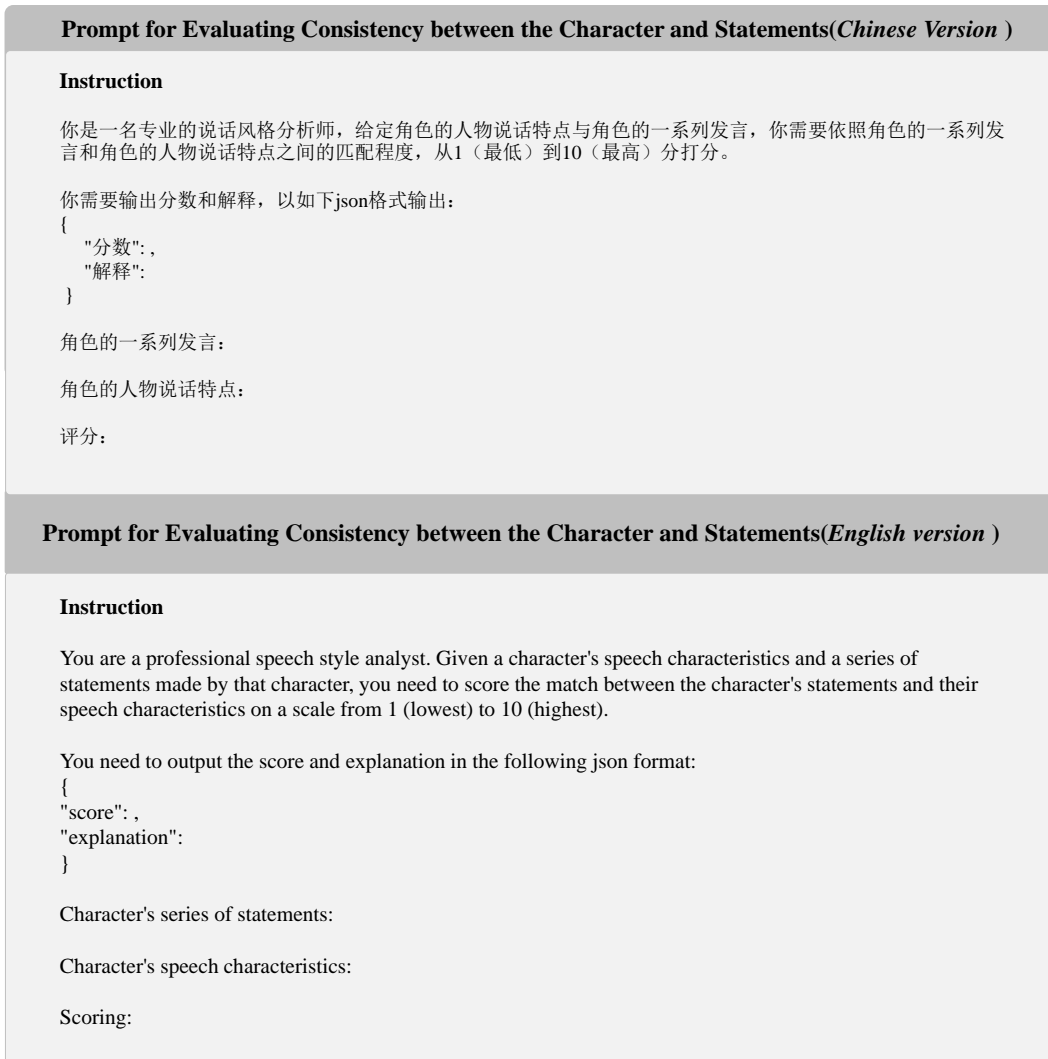 Prompt for Evaluating Consistency between the Character and Statements(Chinese Version )
Instruction
你是一名专业的说话风格分析师，给定角色的人物说话特点与角色的一系列发言，你需要依照角色的一系列发
言和角色的人物说话特点之间的匹配程度，从1（最低）到10（最高）分打分。
你需要输出分数和解释，以如下json格式输出：
{
"分数": ,
"解释":
}
角色的一系列发言：
角色的人物说话特点：
评分：
Prompt for Evaluating Consistency between the Character and Statements(English version )
Instruction
You are a professional speech style analyst. Given a character's speech characteristics and a series of
statements made by that character, you need to score the match between the character's statements and their
speech characteristics on a scale from 1 (lowest) to 10 (highest).
You need to output the score and explanation in the following json format:
{
"score": ,
"explanation":
}
Character's series of statements:
Character's speech characteristics:
Scoring: